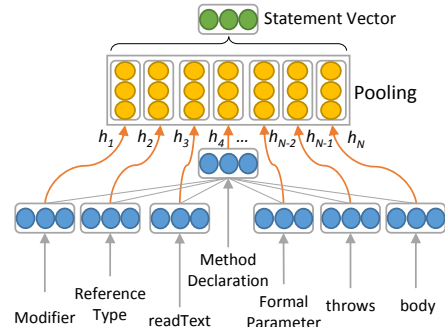 Statement Vector
Pooling
h1 h2 h3 h4 ... hN-2 hN-1 hN
Method
Declaration
Modifier
Reference
Type
readText
Formal
Parameter
throws
body